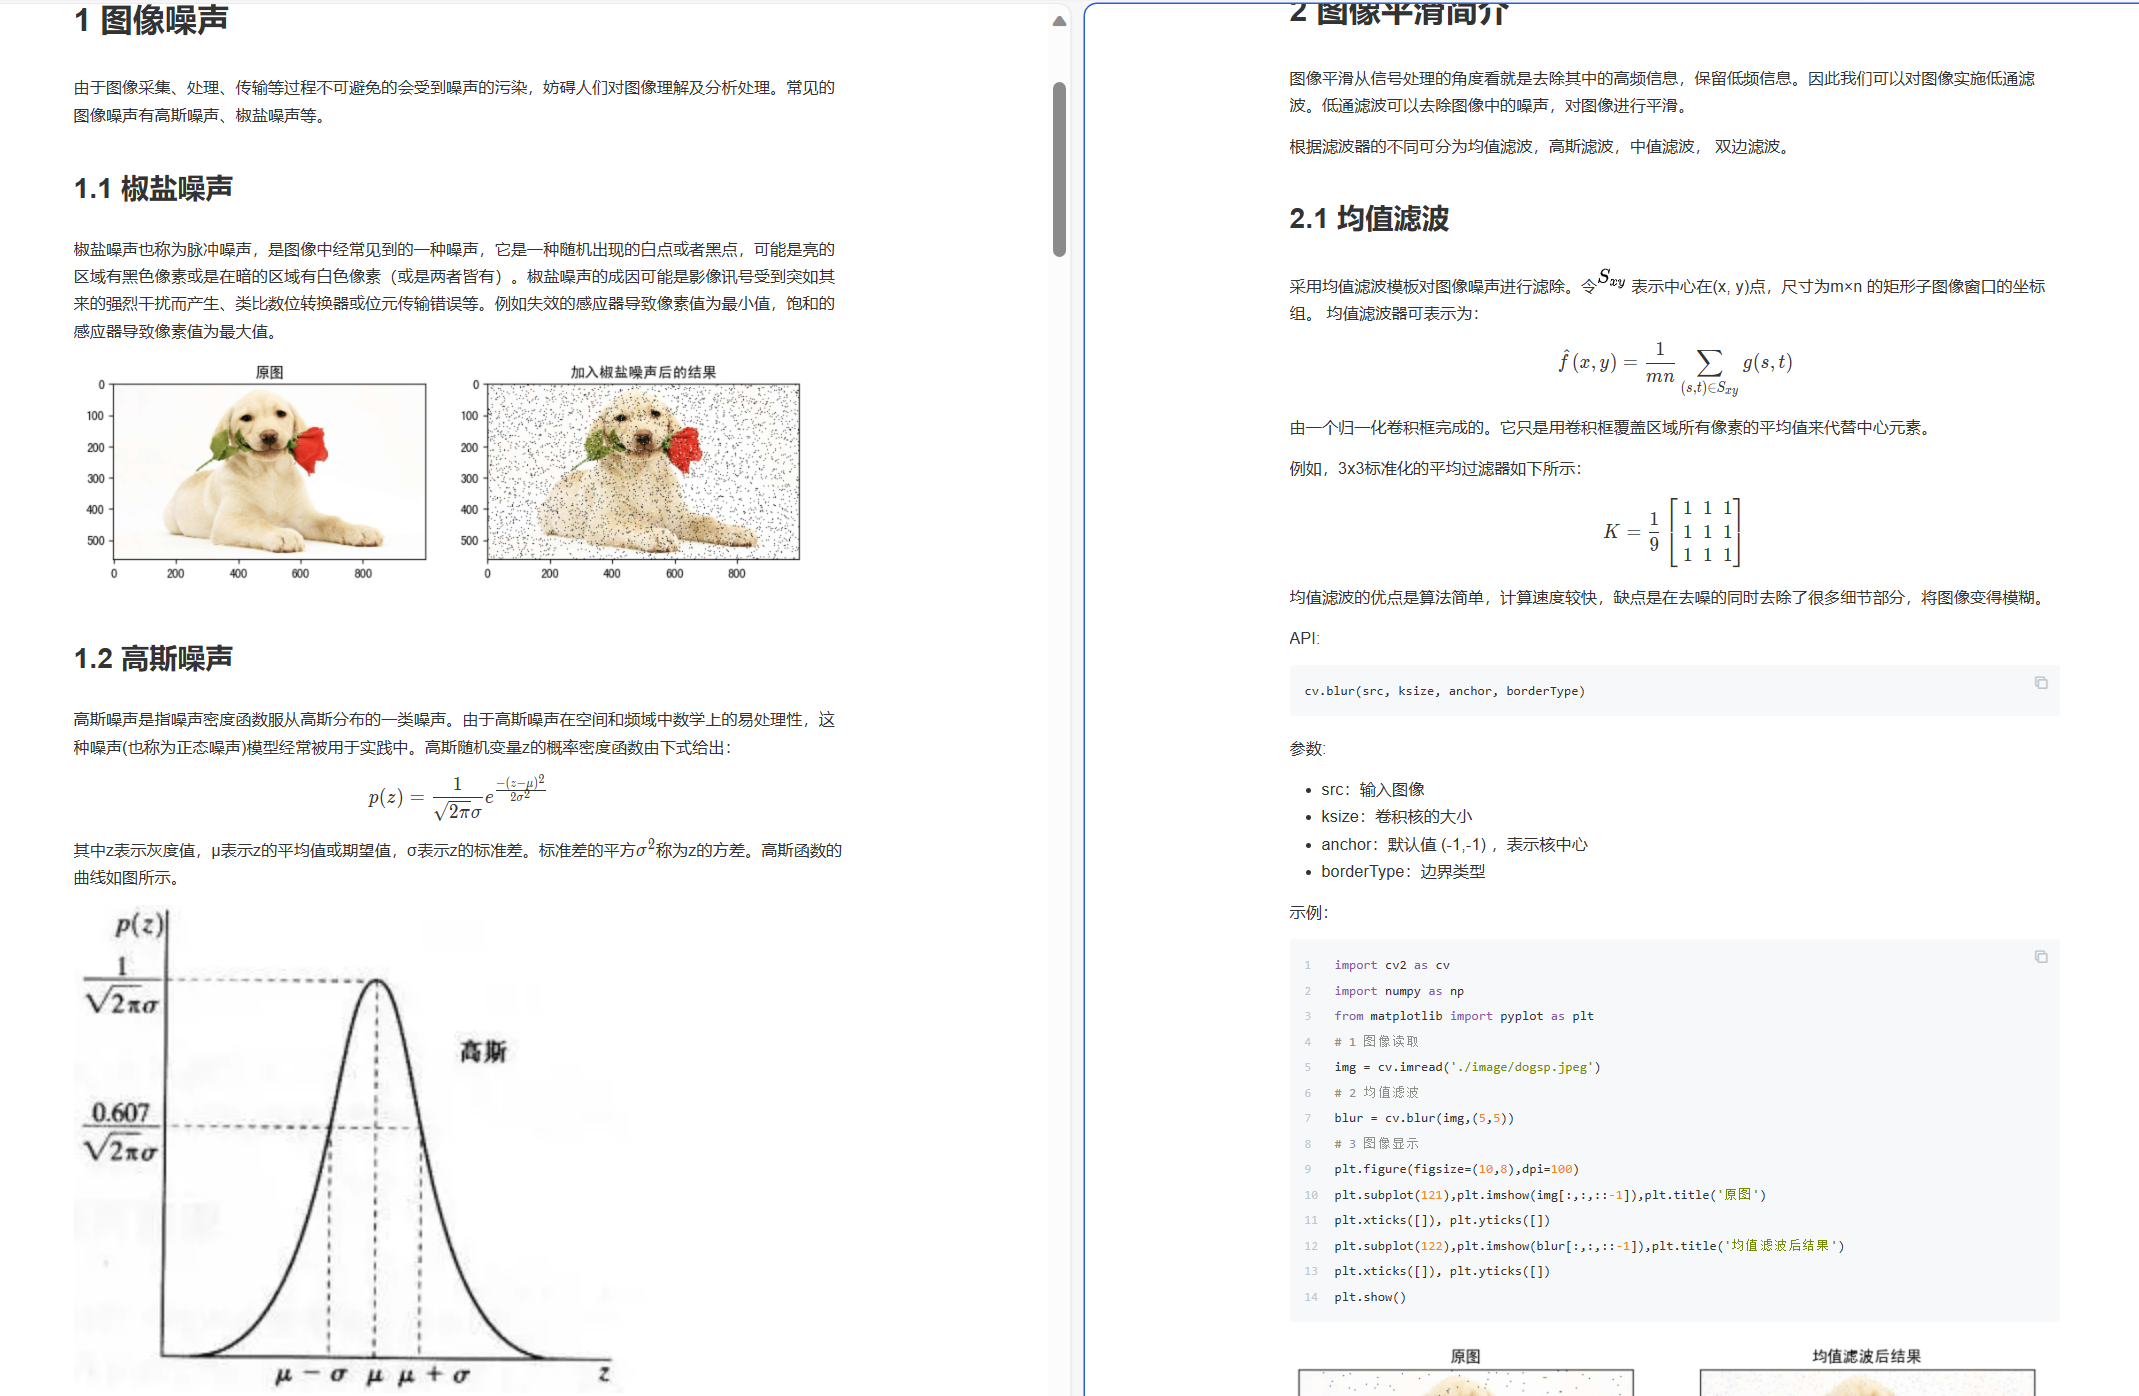 1 图像噪声
由于图像采集、处理、传输等过程不可避免的会受到噪声的污染，妨碍人们对图像理解及分析处理。常见的
图像噪声有高斯噪声、椒盐噪声等。
1.1 椒盐噪声
椒盐噪声也称为脉冲噪声，是图像中经常见到的一种噪声，它是一种随机出现的白点或者黑点，可能是亮的
区域有黑色像素或是在暗的区域有白色像素（或是两者皆有）。椒盐噪声的成因可能是影像讯号受到突如其
来的强烈干扰而产生、类比数位转换器或位元传输错误等。例如失效的感应器导致像素值为最小值，饱和的
感应器导致像素值为最大值。
原图
0
100
200
300
400
500
0 200 400 600 800
加入椒盐噪声后的结果
0
100
200
300
400
500
0 200 400 600 800
1.2 高斯噪声
高斯噪声是指噪声密度函数服从高斯分布的一类噪声。由于高斯噪声在空间和频域中数学上的易处理性，这
种噪声(也称为正态噪声)模型经常被用于实践中。高斯随机变量z的概率密度函数由下式给出：
p(z) = 1/(√2πσ) e^(−(z−μ)²/2σ²)
其中z表示灰度值，μ表示z的平均值或期望值，σ表示z的标准差。标准差的平方σ²称为z的方差。高斯函数的
曲线如图所示。
p(z)
1/(√2πσ)
高斯
0.607/(√2πσ)
μ − σ μ μ + σ z
2 图像平滑简介
图像平滑从信号处理的角度看就是去除其中的高频信息，保留低频信息。因此我们可以对图像实施低通滤
波。低通滤波可以去除图像中的噪声，对图像进行平滑。
根据滤波器的不同可分为均值滤波，高斯滤波，中值滤波， 双边滤波。
2.1 均值滤波
采用均值滤波模板对图像噪声进行滤除。令S_xy 表示中心在(x, y)点，尺寸为m×n 的矩形子图像窗口的坐标
组。 均值滤波器可表示为：
f̂(x, y) = 1/mn ∑_(s,t)∈S_xy g(s, t)
由一个归一化卷积框完成的。它只是用卷积框覆盖区域所有像素的平均值来代替中心元素。
例如，3x3标准化的平均过滤器如下所示：
K = 1/9 [1 1 1
1 1 1
1 1 1]
均值滤波的优点是算法简单，计算速度较快，缺点是在去噪的同时去除了很多细节部分，将图像变得模糊。
API:
cv.blur(src, ksize, anchor, borderType)
参数:
• src：输入图像
• ksize：卷积核的大小
• anchor：默认值 (-1,-1) ，表示核中心
• borderType：边界类型
示例：
1 import cv2 as cv
2 import numpy as np
3 from matplotlib import pyplot as plt
4 # 1 图像读取
5 img = cv.imread('./image/dogsp.jpeg')
6 # 2 均值滤波
7 blur = cv.blur(img,(5,5))
8 # 3 图像显示
9 plt.figure(figsize=(10,8),dpi=100)
10 plt.subplot(121),plt.imshow(img[:,:,::-1]),plt.title('原图')
11 plt.xticks([]), plt.yticks([])
12 plt.subplot(122),plt.imshow(blur[:,:,::-1]),plt.title('均值滤波后结果')
13 plt.xticks([]), plt.yticks([])
14 plt.show()
原图
均值滤波后结果